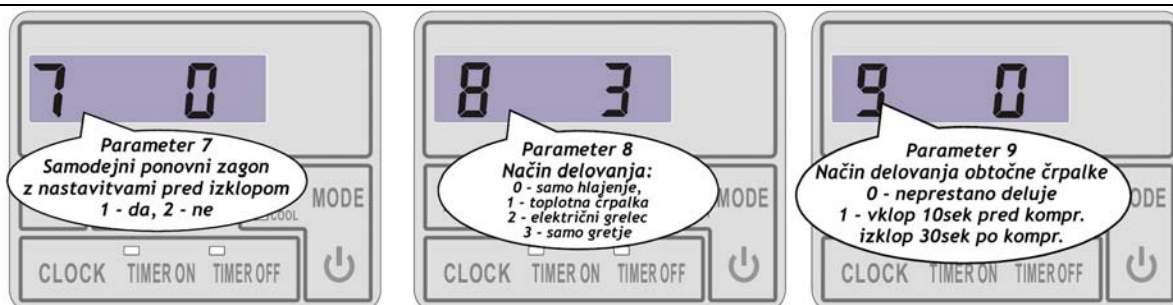 7 0
Parameter 7
Samodejni ponovni zagon
z nastavitvami pred izklopom
1 - da, 2 - ne
COOL
MODE
CLOCK TIMER ON TIMER OFF
8 3
Parameter 8
Način delovanja:
0 - samo hlajenje,
1 - toplotna črpalka
2 - električni grelec
3 - samo gretje
MODE
CLOCK TIMER ON TIMER OFF
9 0
Parameter 9
Način delovanja obtočne črpalke
0 - neprestano deluje
1 - vklop 10sek pred kompr.
izklop 30sek po kompr.
ODE
CLOCK TIMER ON TIMER OFF